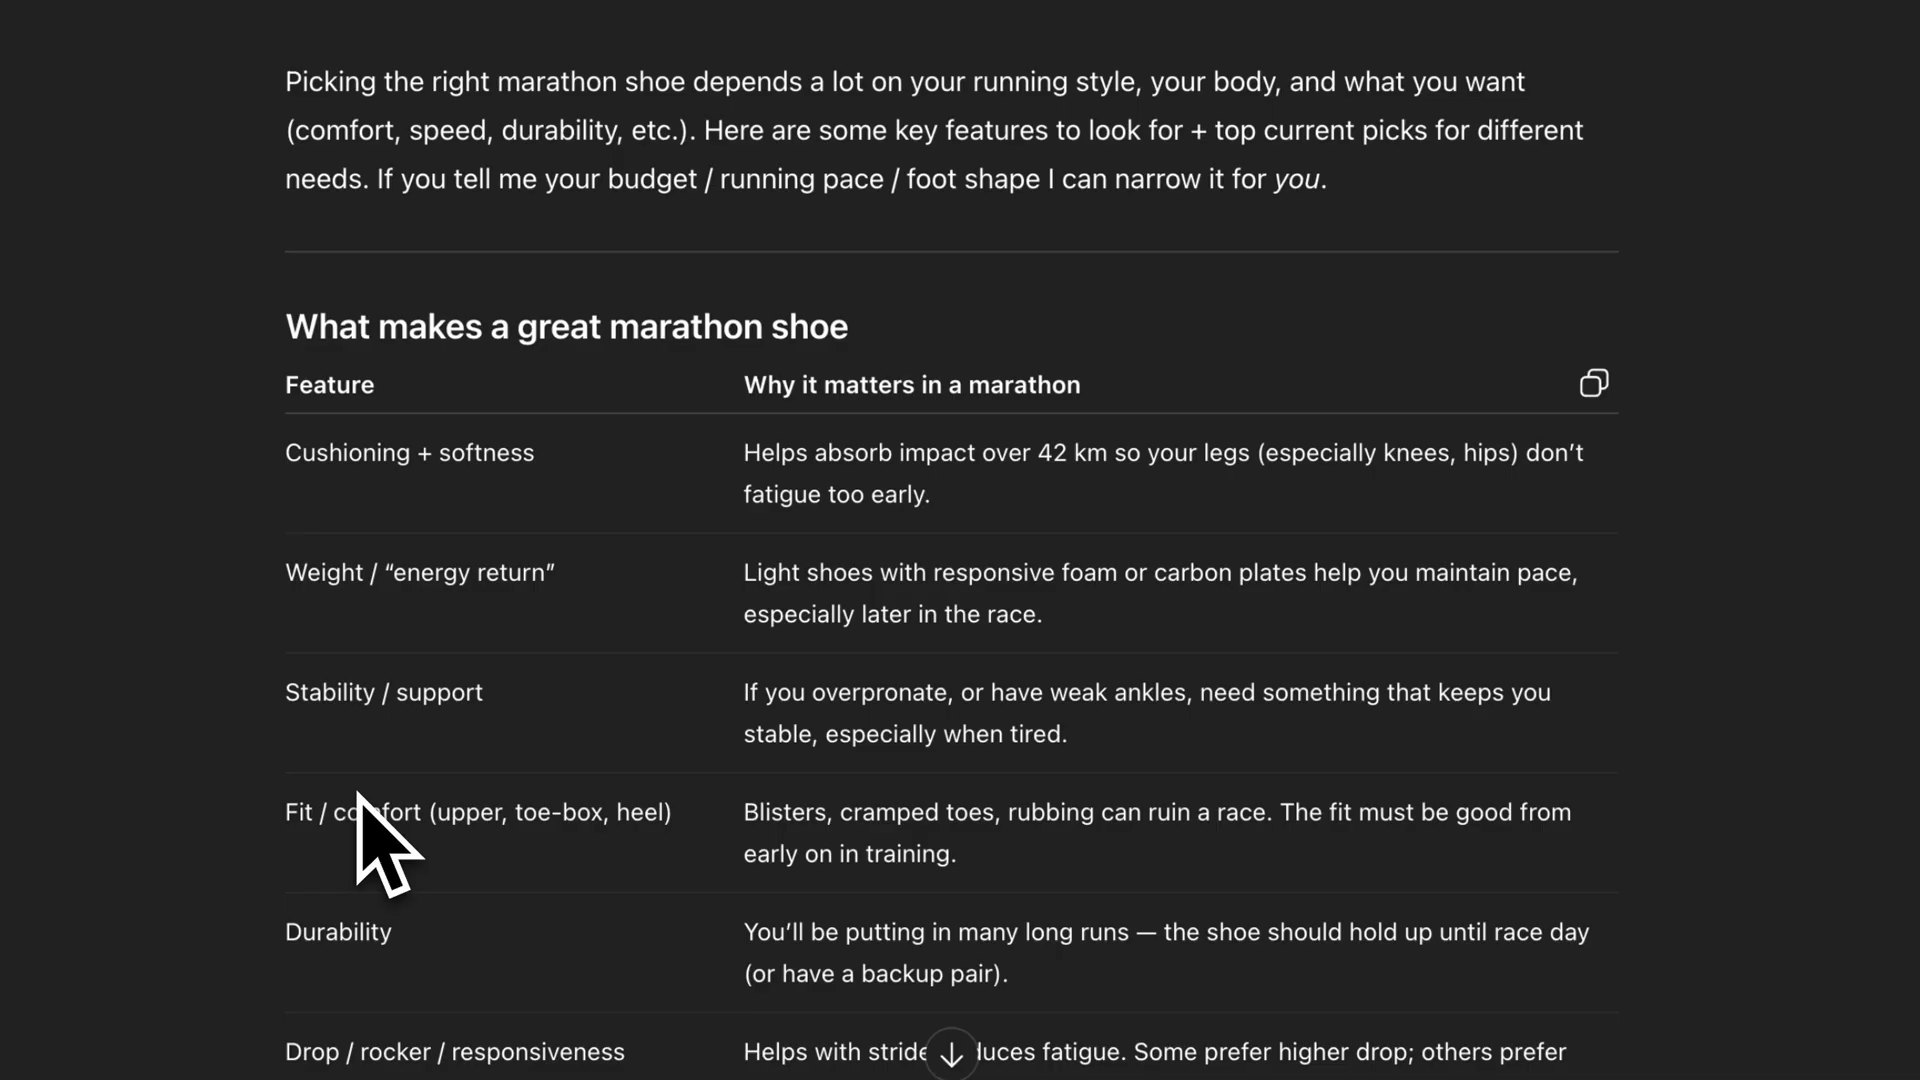 Picking the right marathon shoe depends a lot on your running style, your body, and what you want
(comfort, speed, durability, etc.). Here are some key features to look for + top current picks for different
needs. If you tell me your budget / running pace / foot shape I can narrow it for you.
What makes a great marathon shoe
Feature
Why it matters in a marathon
Cushioning + softness
Helps absorb impact over 42 km so your legs (especially knees, hips) don’t
fatigue too early.
Weight / “energy return”
Light shoes with responsive foam or carbon plates help you maintain pace,
especially later in the race.
Stability / support
If you overpronate, or have weak ankles, need something that keeps you
stable, especially when tired.
Fit / comfort (upper, toe-box, heel)
Blisters, cramped toes, rubbing can ruin a race. The fit must be good from
early on in training.
Durability
You’ll be putting in many long runs — the shoe should hold up until race day
(or have a backup pair).
Drop / rocker / responsiveness
Helps with stride fatigue. Some prefer higher drop; others prefer